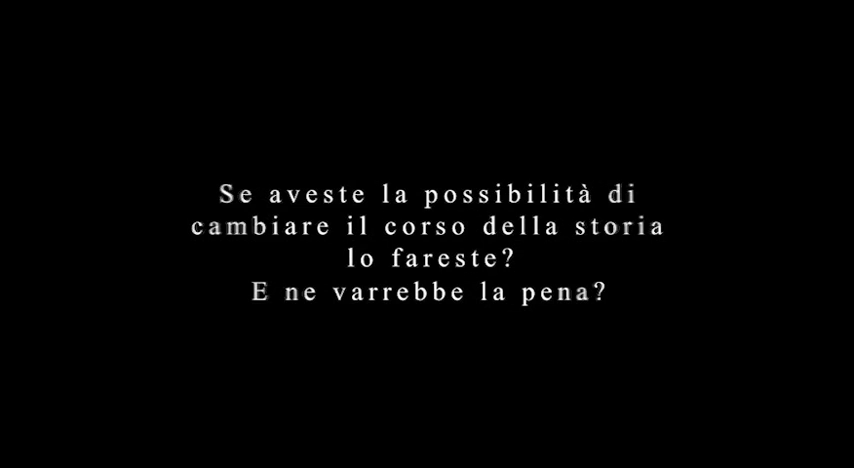 Se aveste la possibilità di
cambiare il corso della storia
lo fareste?
E ne varrebbe la pena?